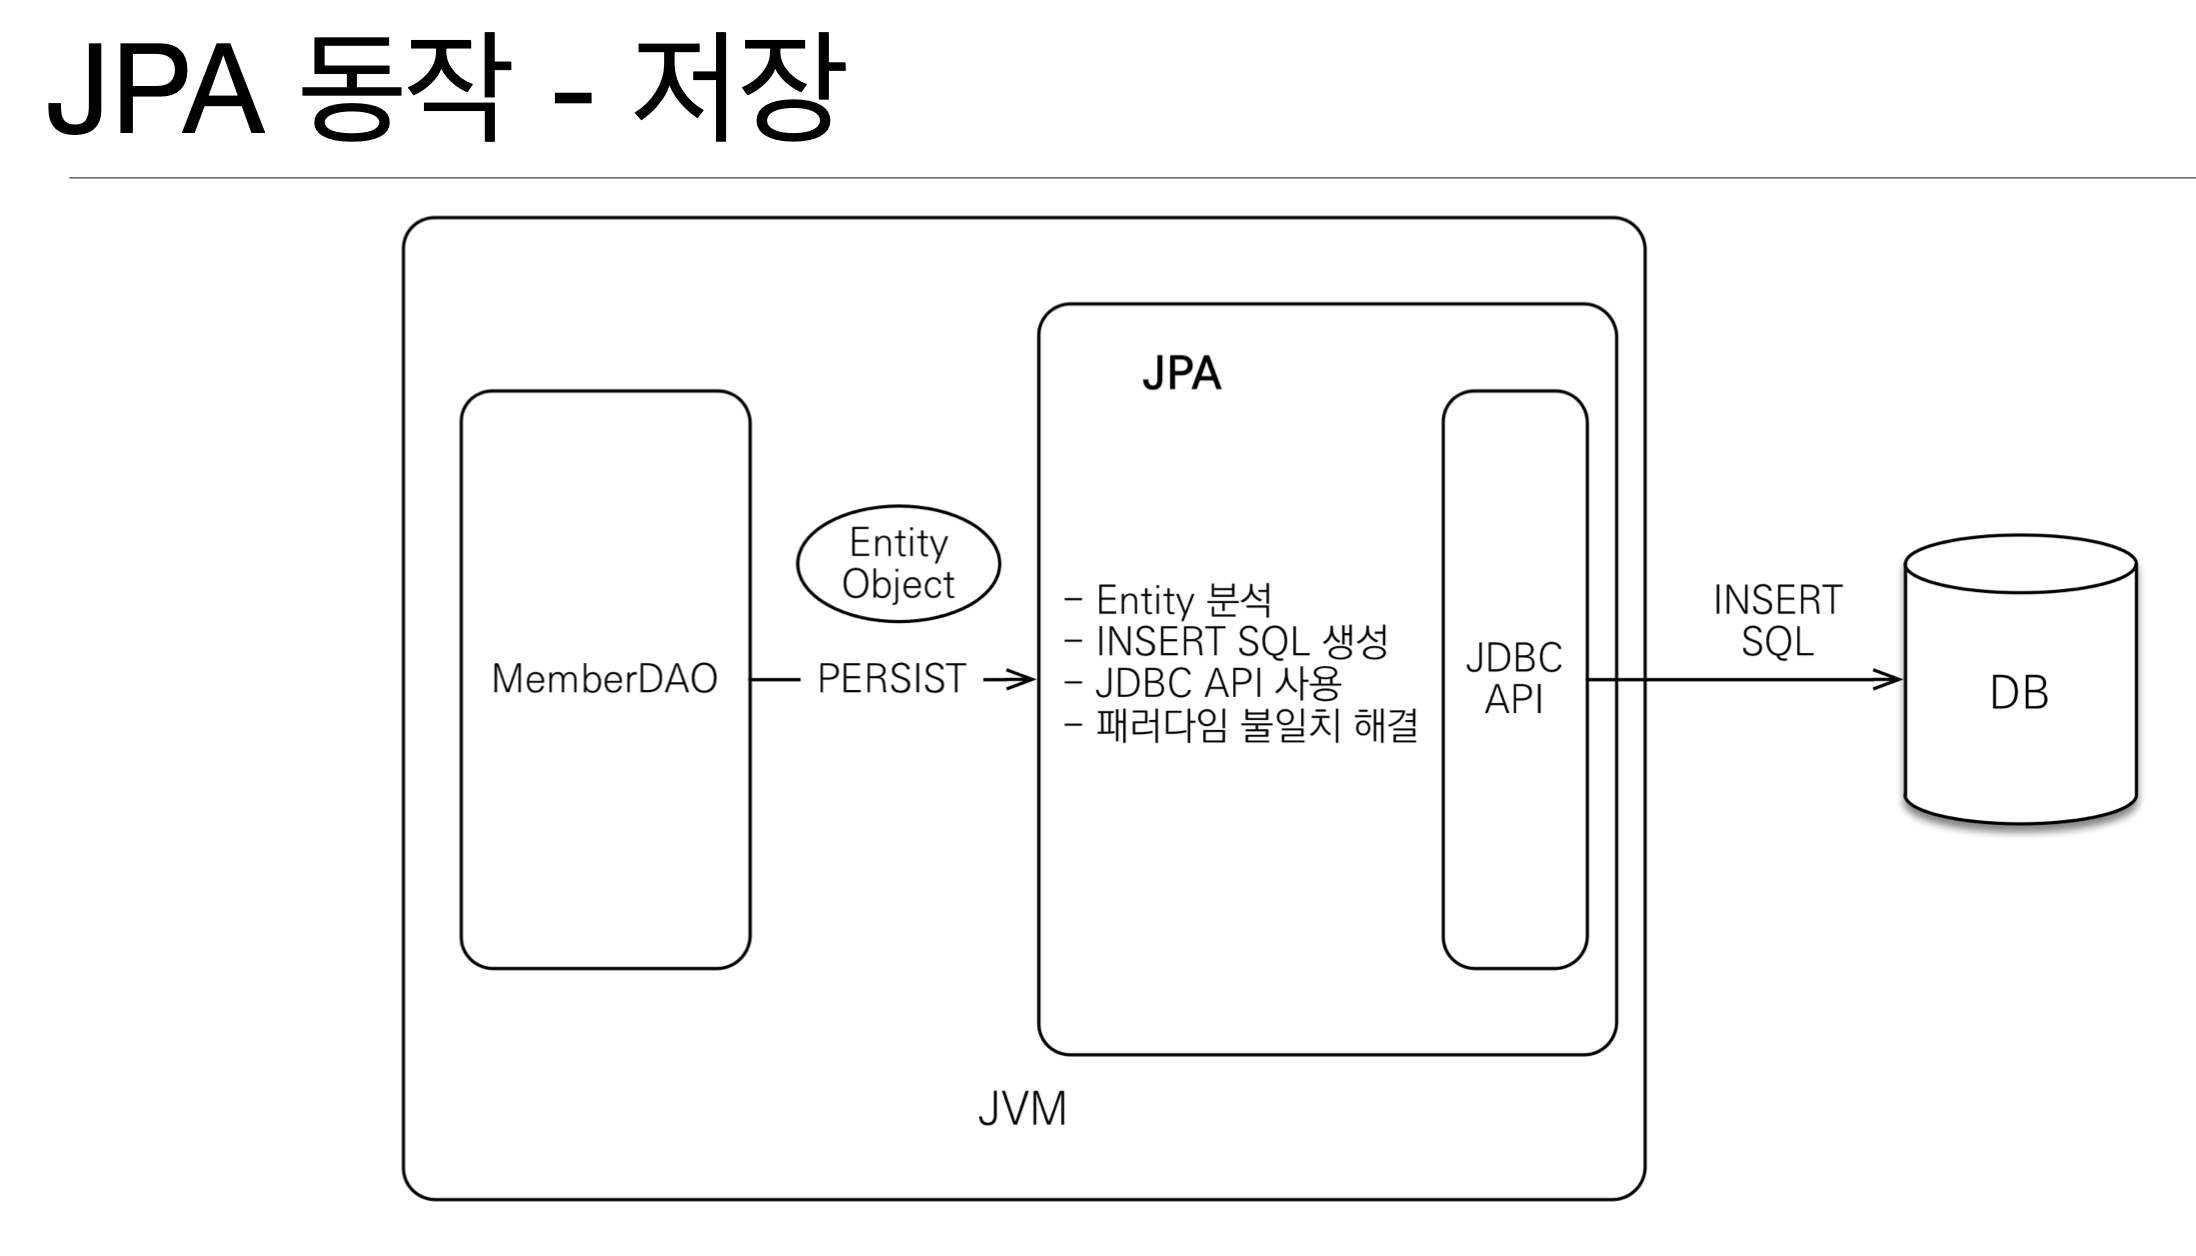 JPA 동작 - 저장
JPA
Entity
Object
MemberDAO
PERSIST
- Entity 분석
- INSERT SQL 생성
- JDBC API 사용
- 패러다임 불일치 해결
JDBC
API
INSERT
SQL
DB
JVM